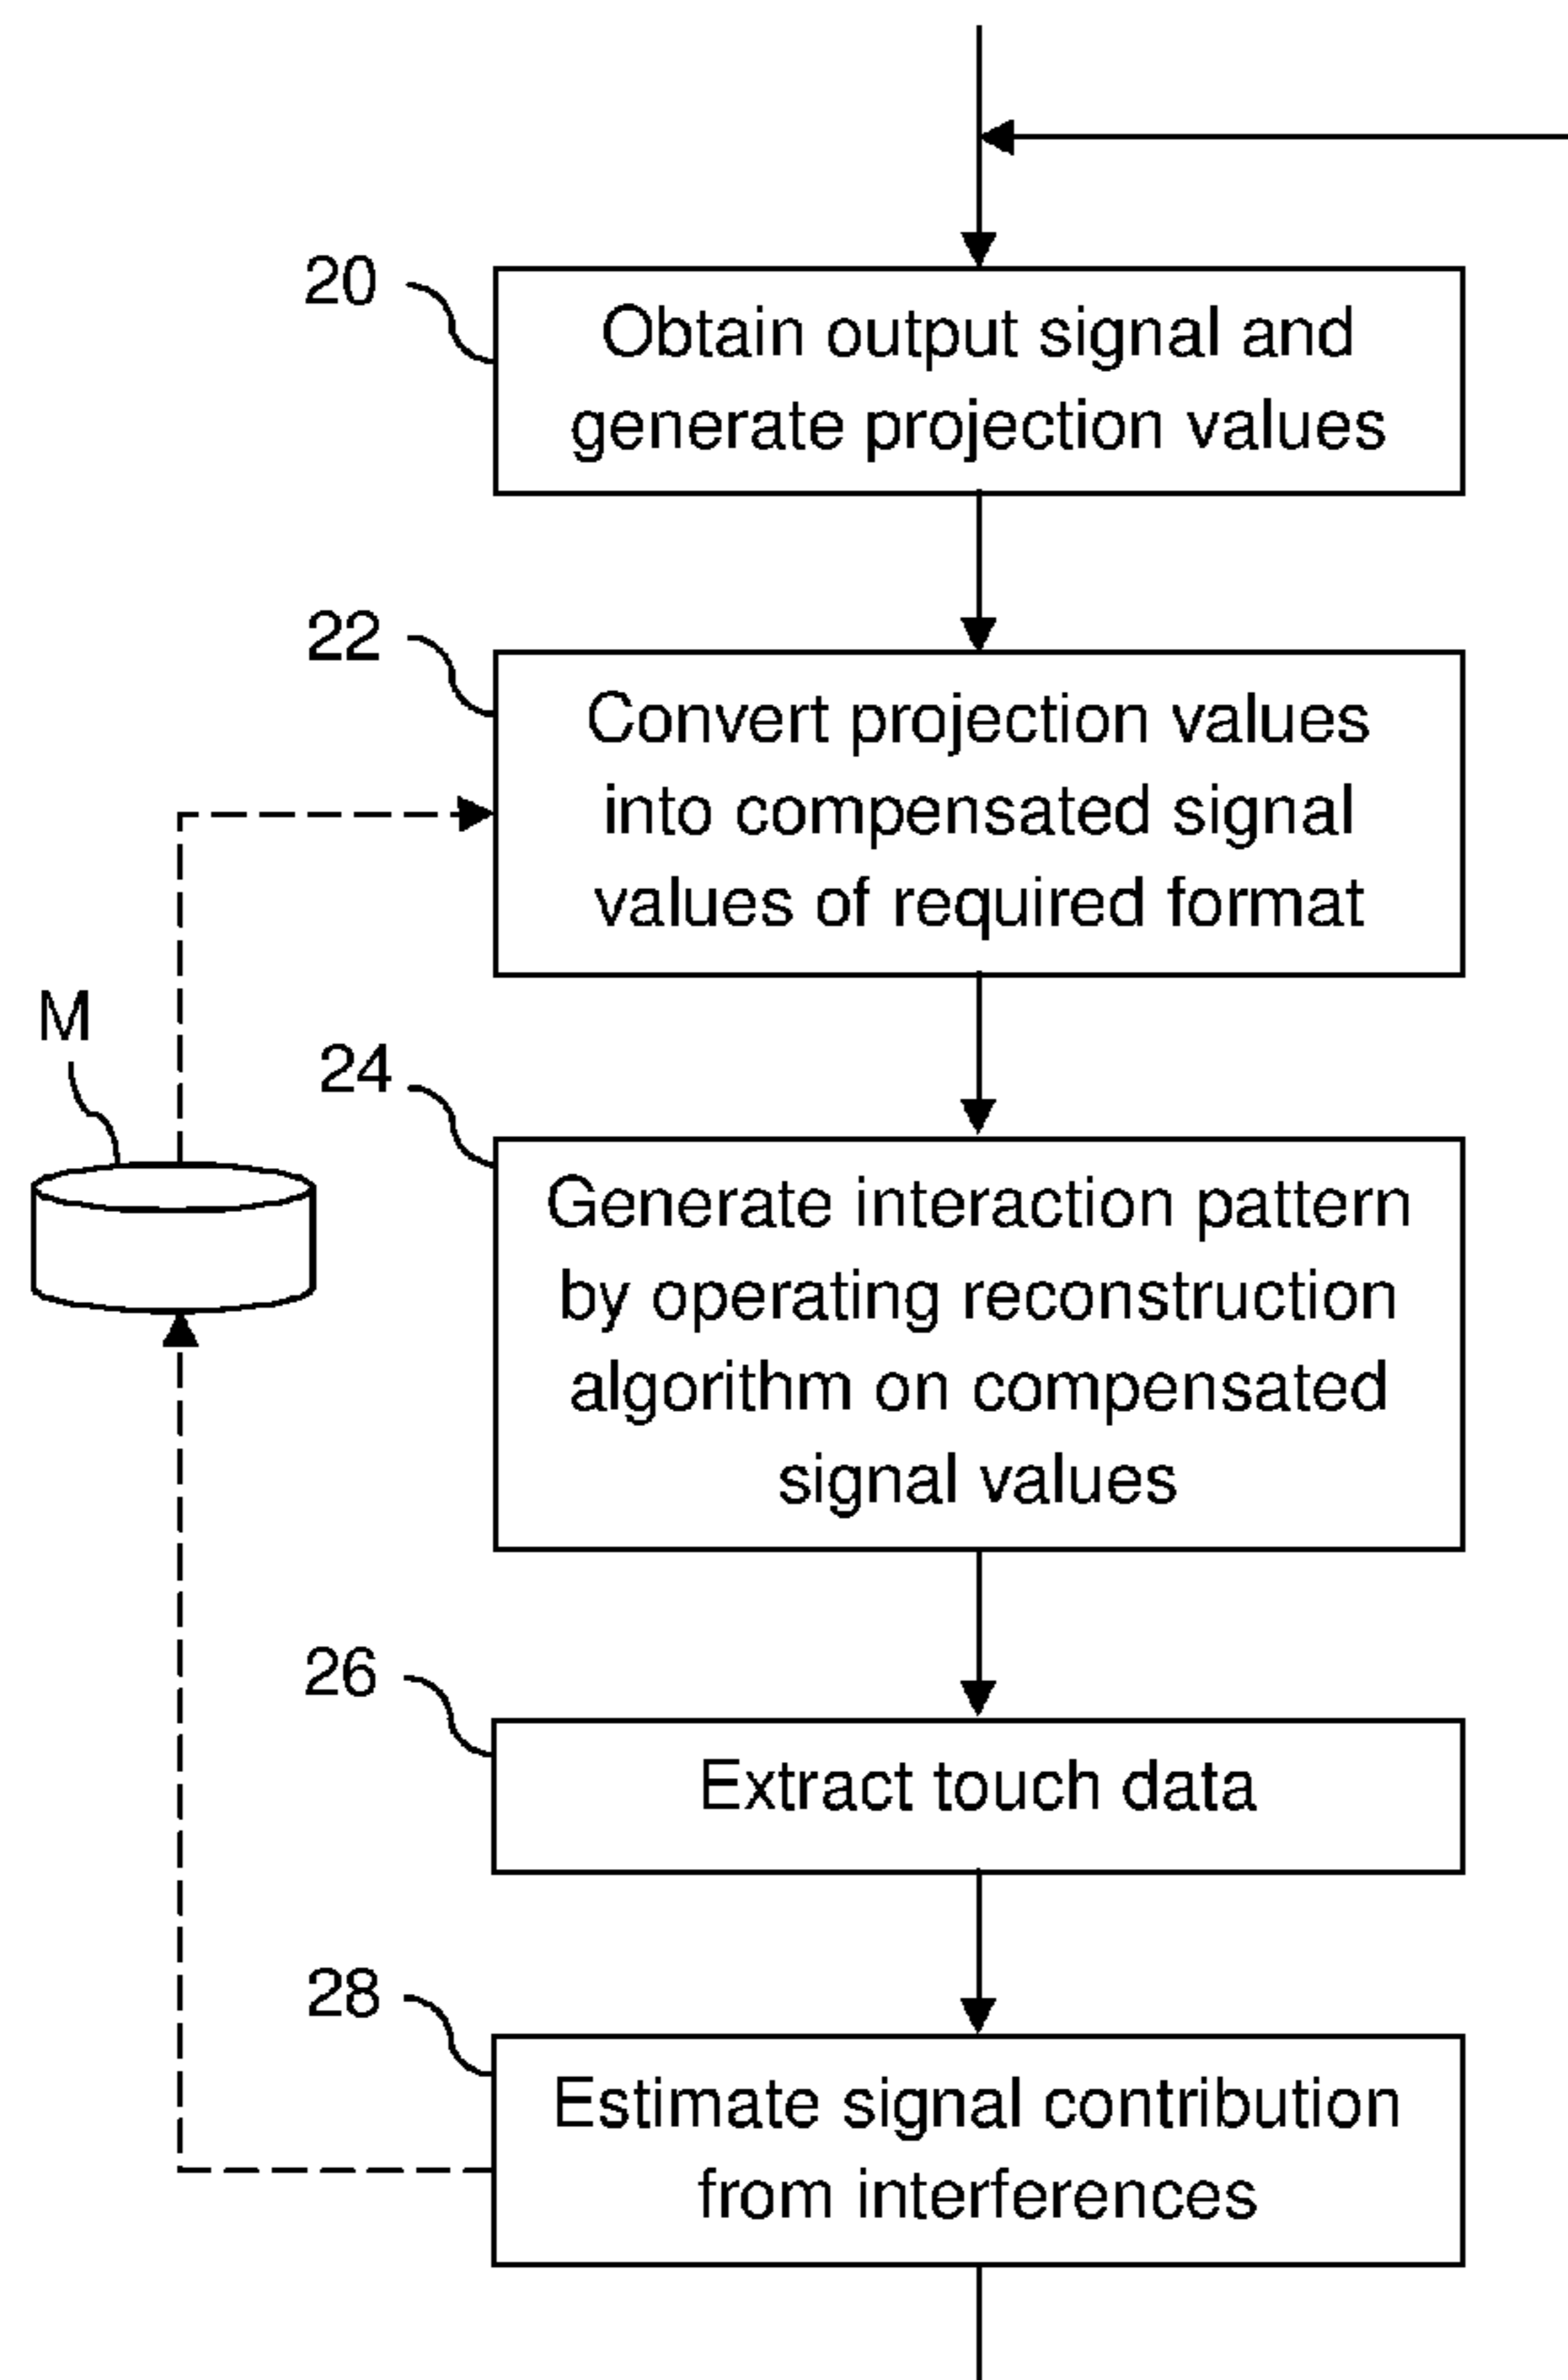 20
Obtain output signal and
generate projection values
22
Convert projection values
into compensated signal
values of required format
M
24
Generate interaction pattern
by operating reconstruction
algorithm on compensated
signal values
26
Extract touch data
28
Estimate signal contribution
from interferences